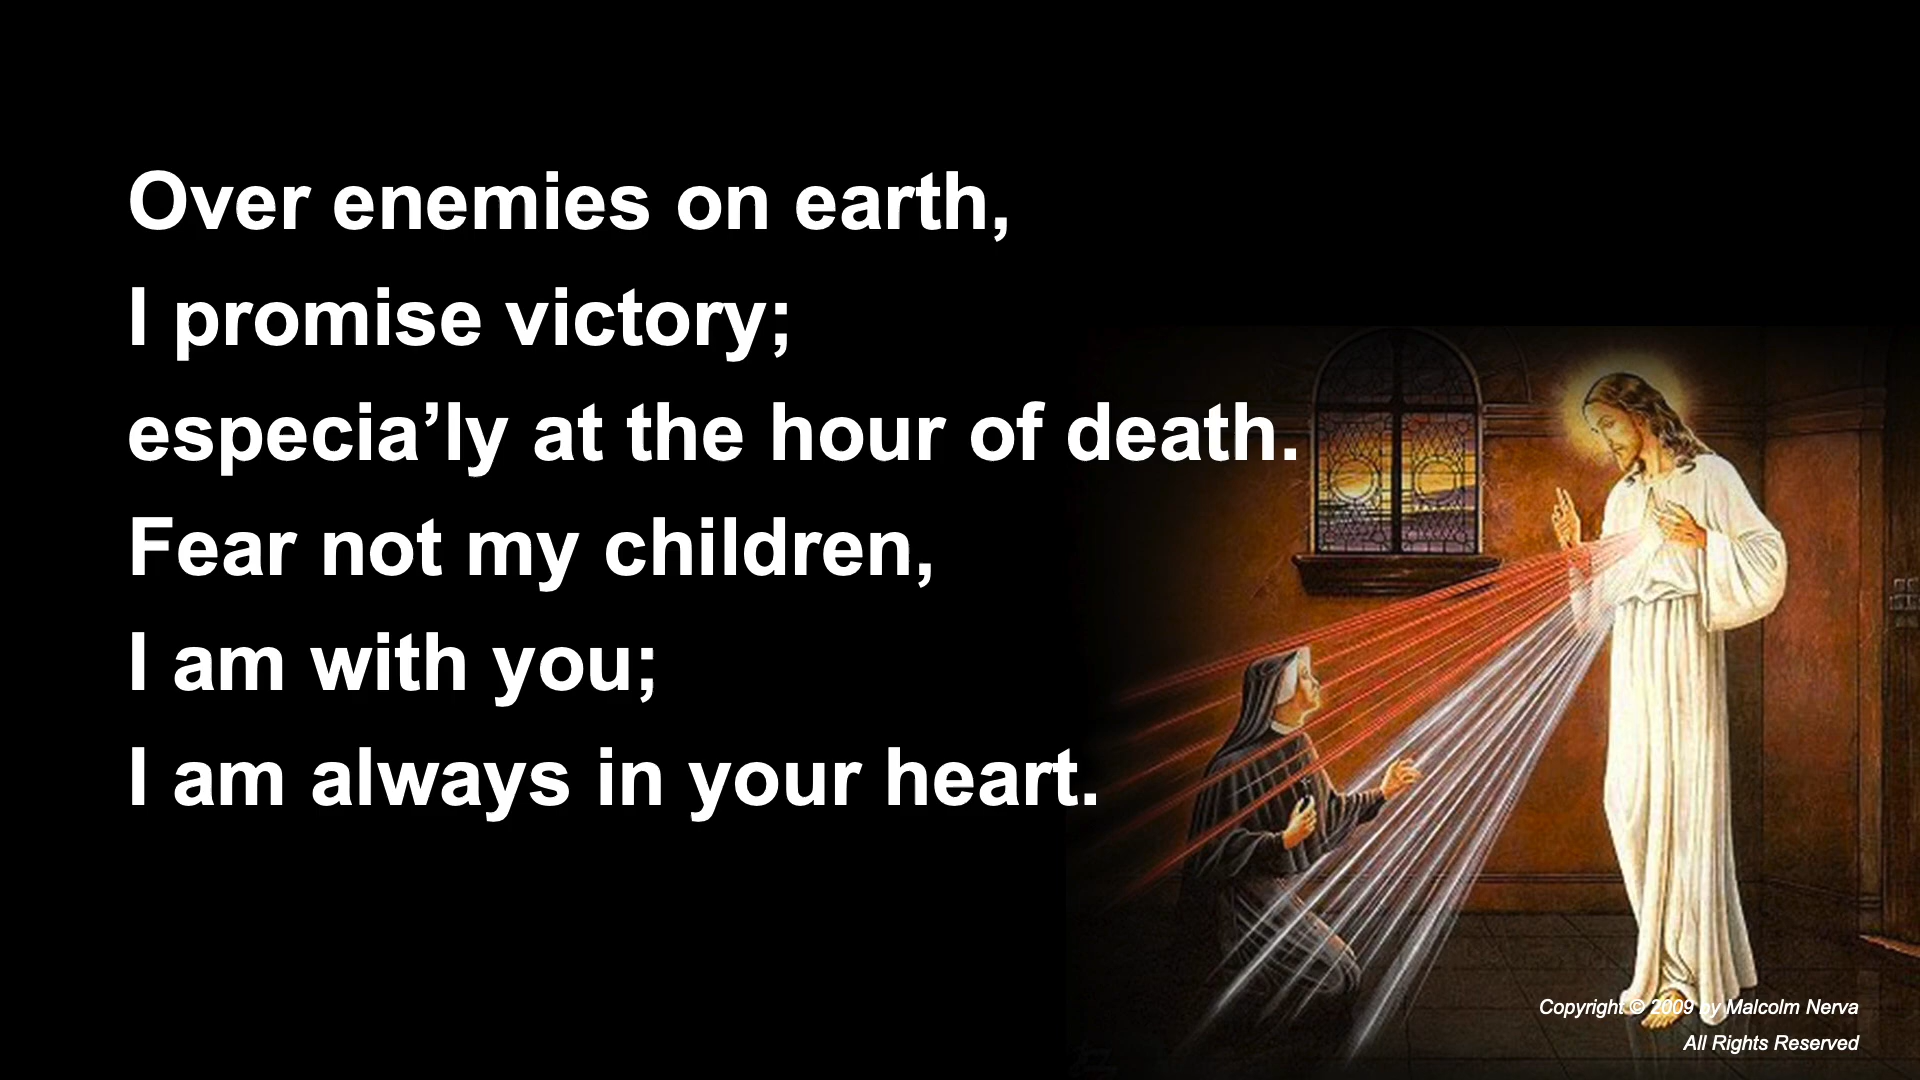 Over enemies on earth,
I promise victory;
especia’ly at the hour of death.
Fear not my children,
I am with you;
I am always in your heart.
Copyright © 2009 by Malcolm Nerva
All Rights Reserved